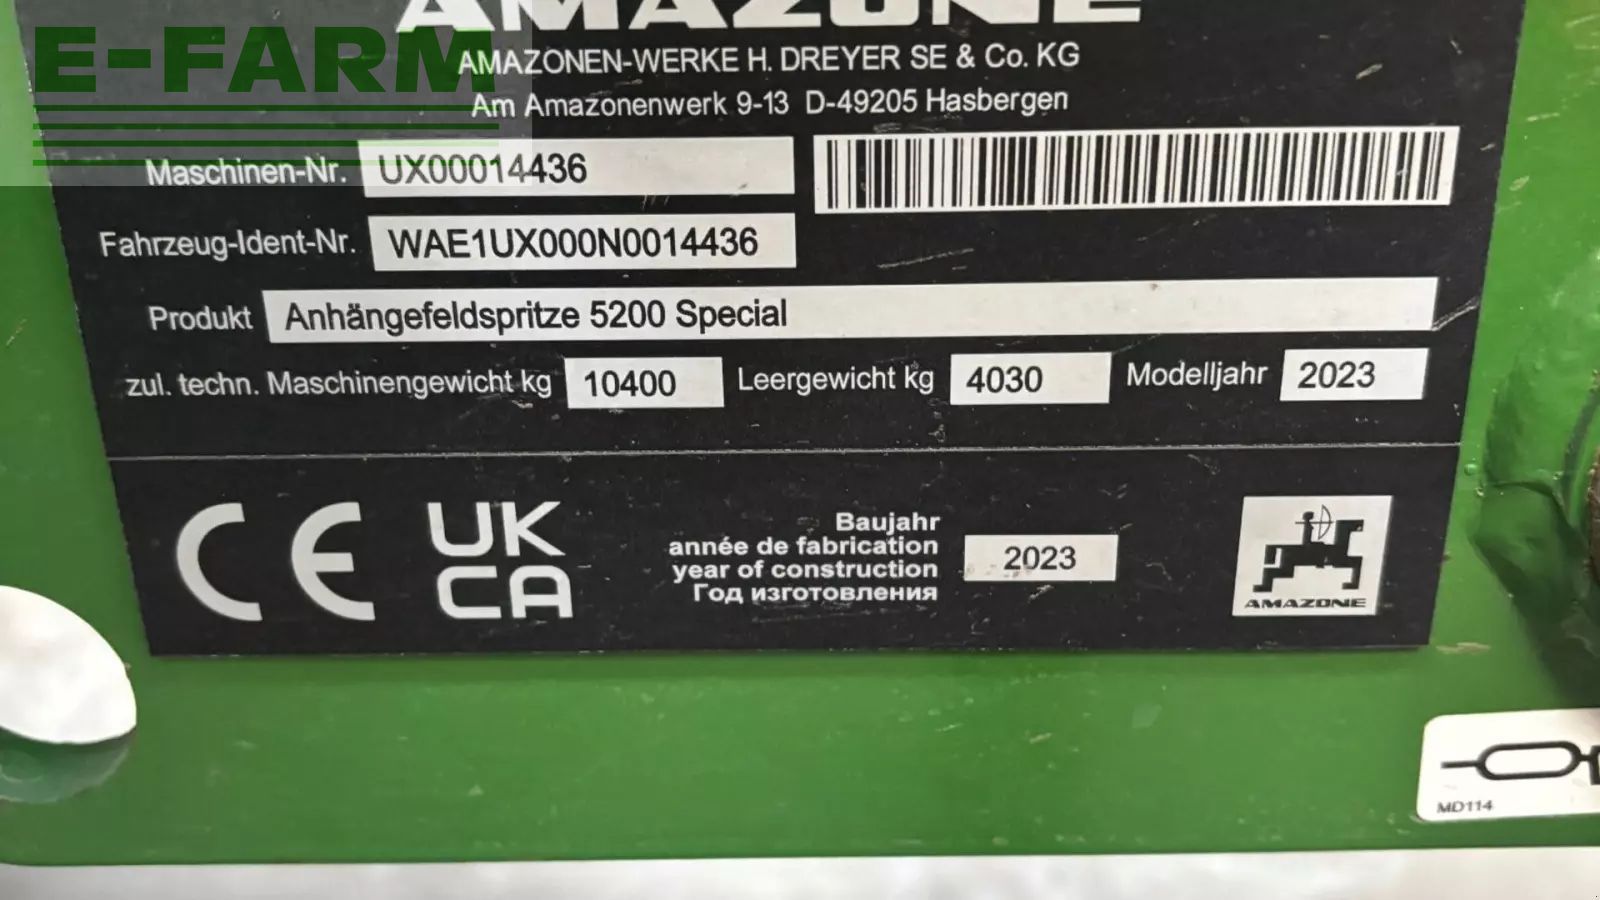 AMAZONE
E-FARM
AMAZONEN-WERKE H. DREYER SE & Co. KG
Am Amazonenwerk 9-13 D-49205 Hasbergen
Maschinen-Nr. UX00014436
Fahrzeug-Ident-Nr. WAE1UX000N0014436
Produkt Anhängefeldspritze 5200 Special
zul. techn. Maschinengewicht kg 10400 Leergewicht kg 4030 Modelljahr 2023
CE
UK
CA
Baujahr
année de fabrication
year of construction
Год изготовления
2023
AMAZONE
MD114